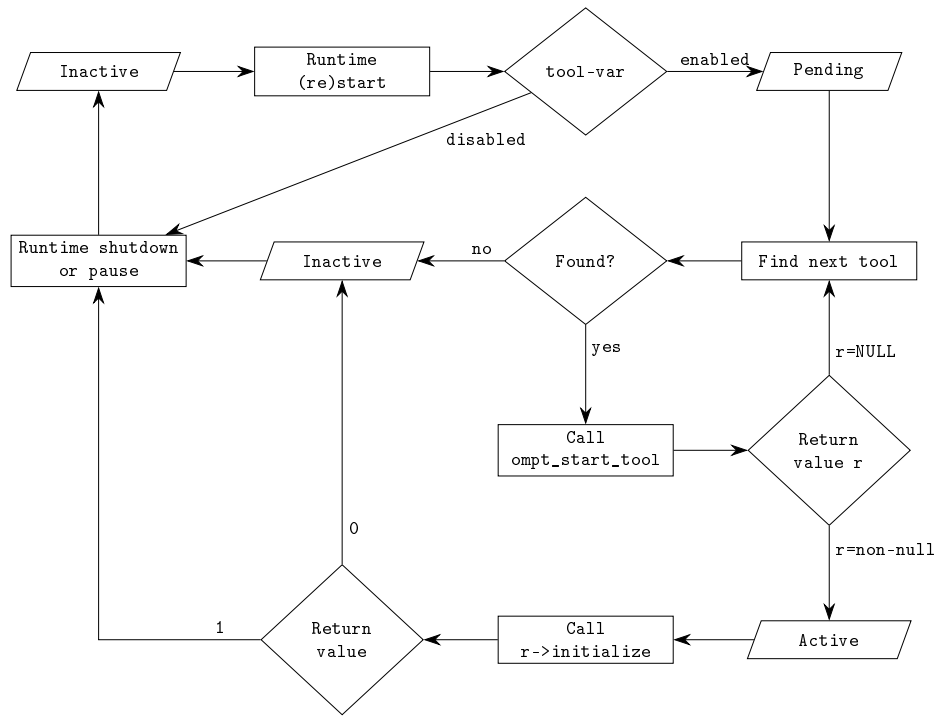 Inactive
Runtime
(re)start
tool-var
enabled
Pending
disabled
Runtime shutdown
or pause
Inactive
no
Found?
Find next tool
yes
r=NULL
Call
ompt_start_tool
Return
value r
0
r=non-null
1
Return
value
Call
r->initialize
Active